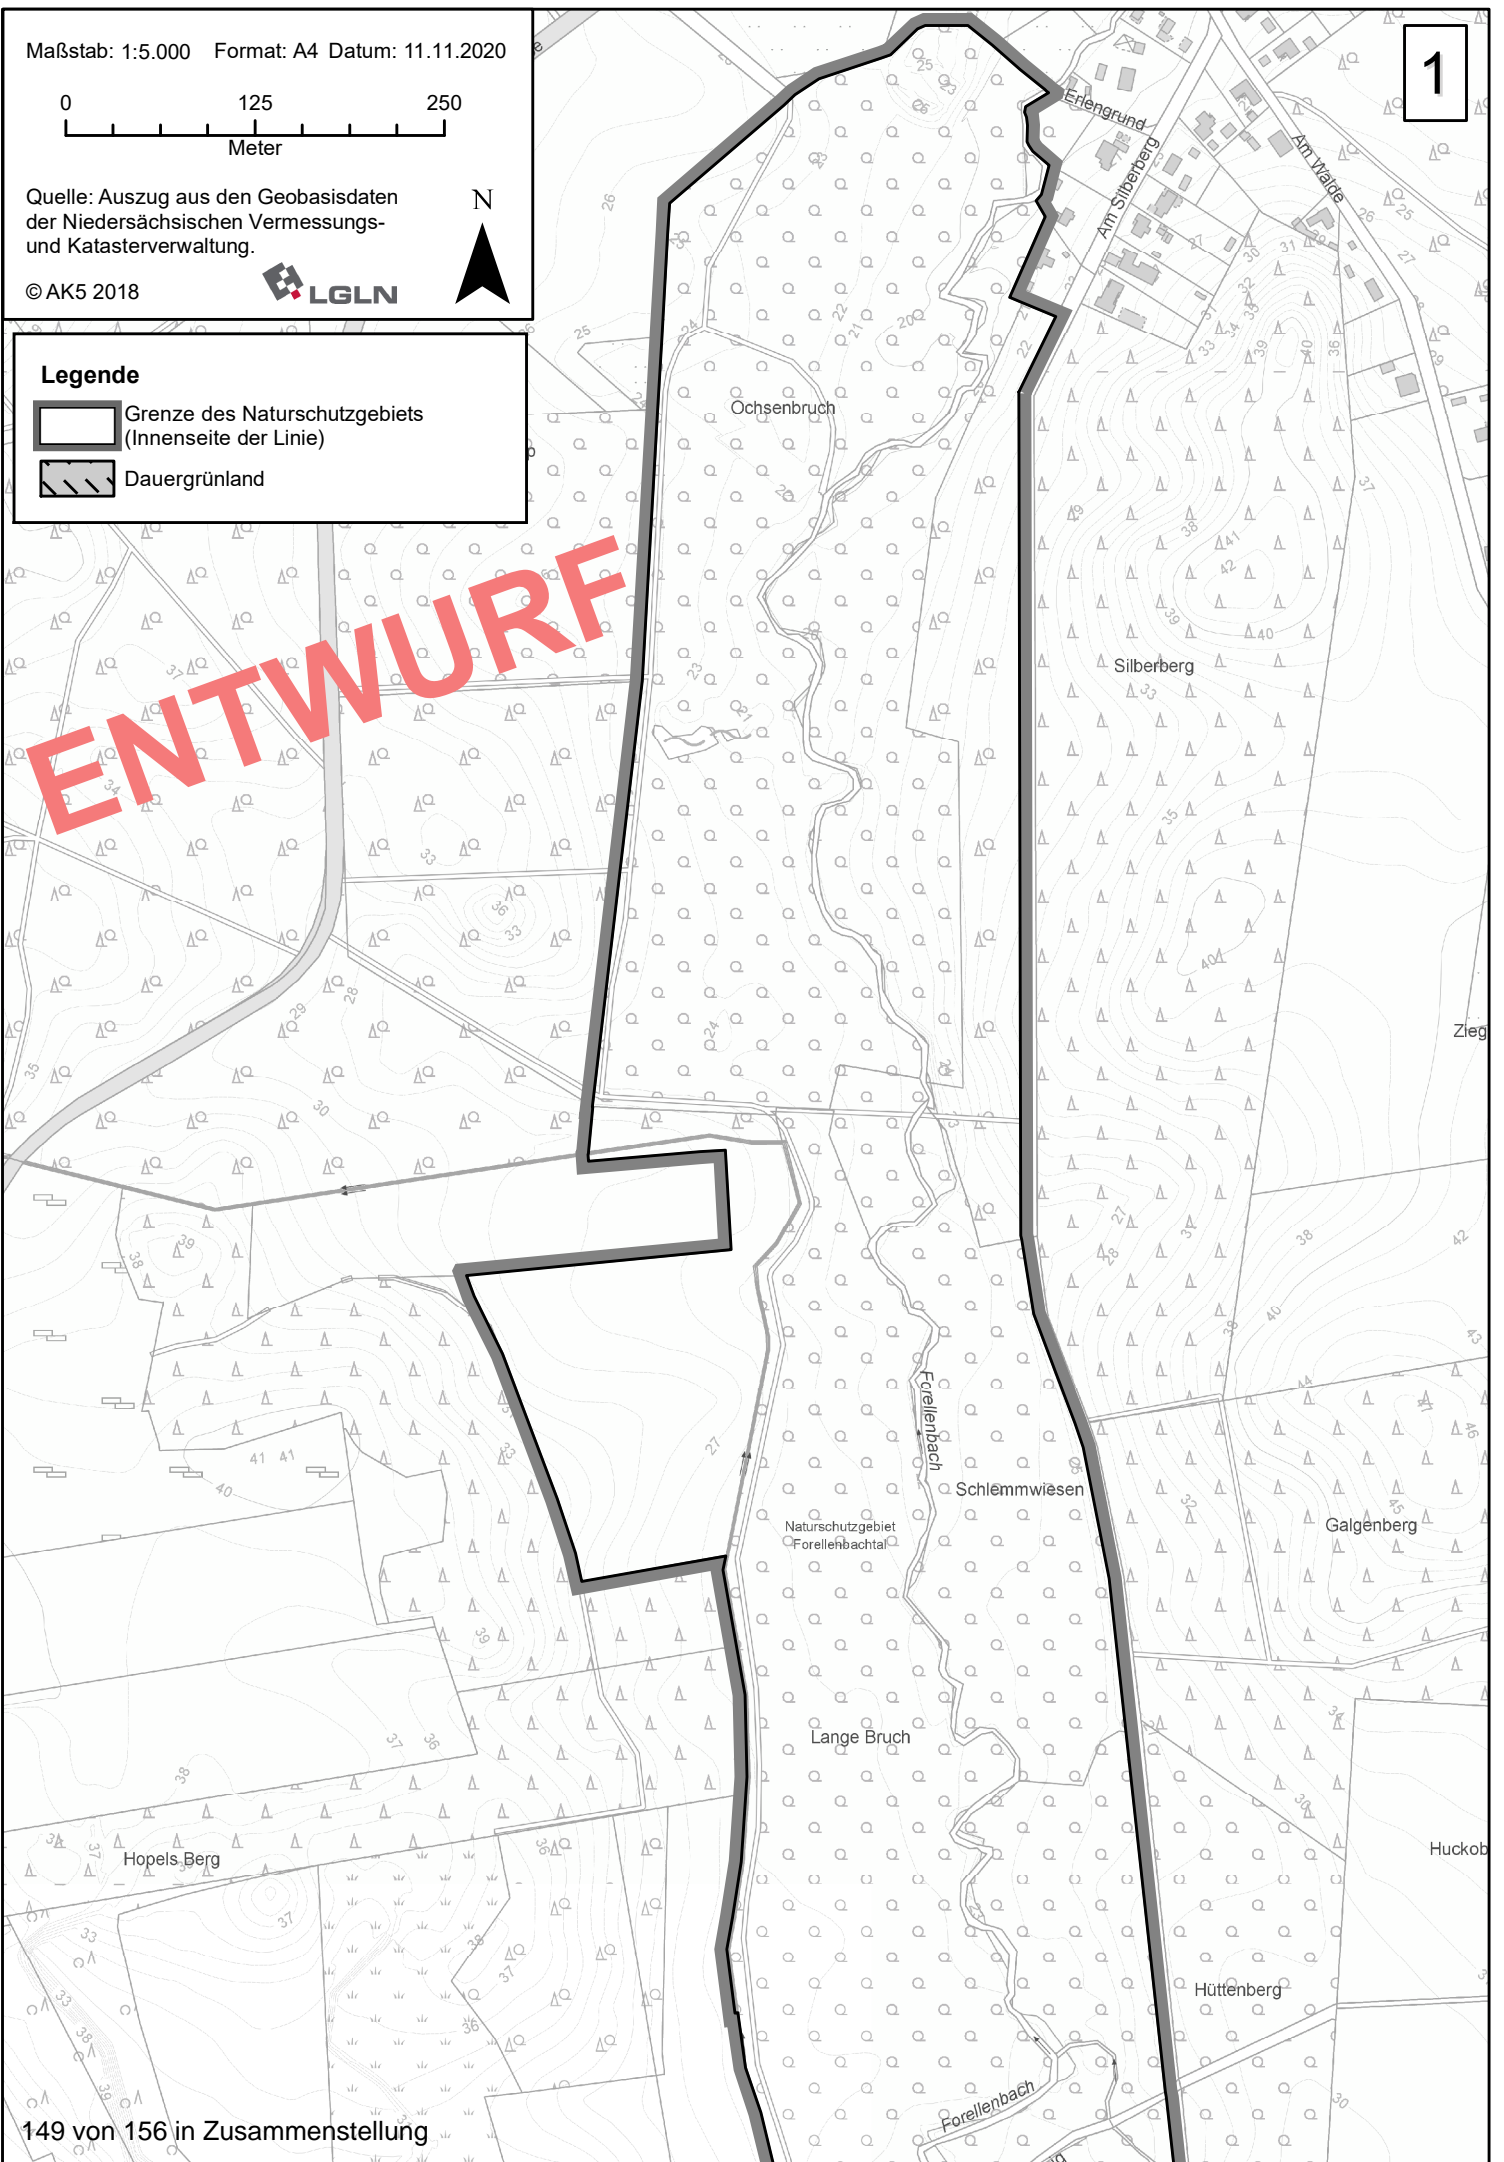 Maßstab: 1:5.000 Format: A4 Datum: 11.11.2020
0 125 250
Meter
Quelle: Auszug aus den Geobasisdaten
der Niedersächsischen Vermessungs-
und Katasterverwaltung.
N
© AK5 2018
LGLN
1
Legende
Grenze des Naturschutzgebiets
(Innenseite der Linie)
Dauergrünland
ENTWURF
Erlengrund
Am Silberberg
Am Walde
Ochsenbruch
Silberberg
Zieg
Forellenbach
Schlemmwiesen
Naturschutzgebiet
Forellenbachtal
Galgenberg
Lange Bruch
Hopels Berg
Huckob
Hüttenberg
Forellenbach
149 von 156 in Zusammenstellung